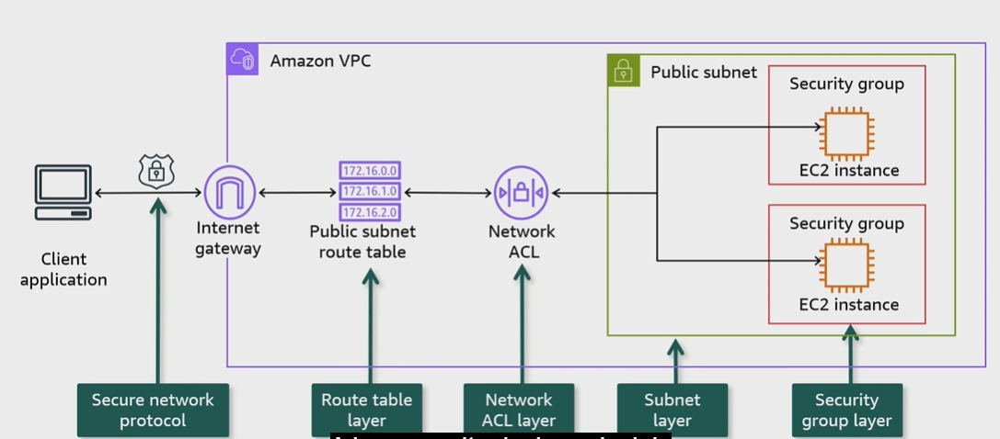 Amazon VPC
Public subnet
Security group
EC2 instance
Security group
EC2 instance
172.16.0.0
172.16.1.0
172.16.2.0
Client
application
Internet
gateway
Public subnet
route table
Network
ACL
Secure network
protocol
Route table
layer
Network
ACL layer
Subnet
layer
Security
group layer